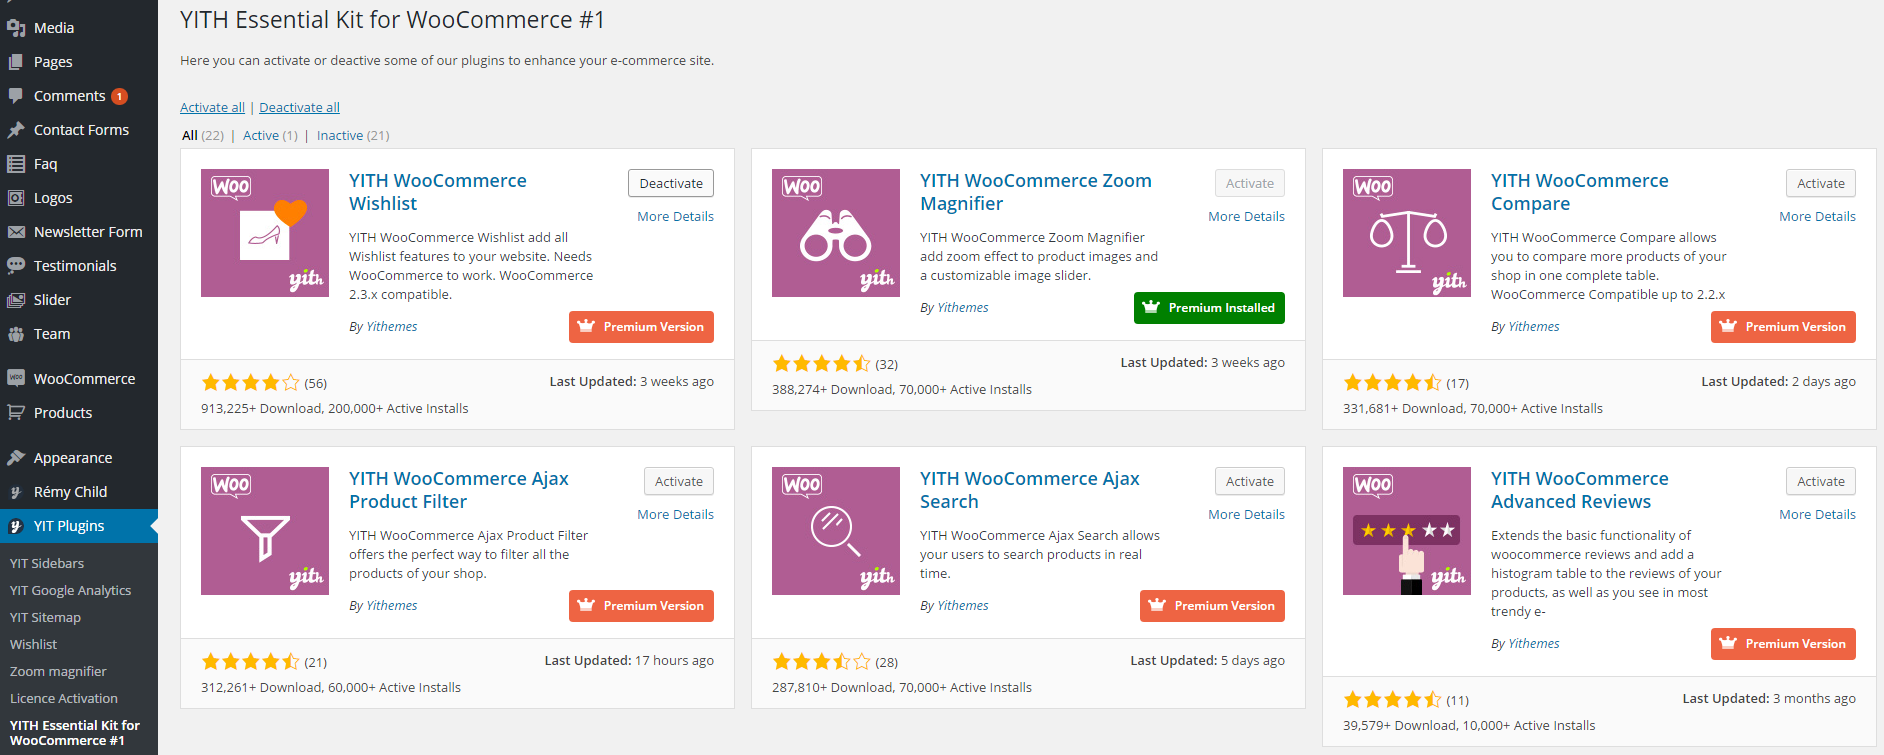 Media
Pages
Comments 1
Contact Forms
Faq
Logos
Newsletter Form
Testimonials
Slider
Team
WooCommerce
Products
Appearance
Rémy Child
YIT Plugins
YIT Sidebars
YIT Google Analytics
YIT Sitemap
Wishlist
Zoom magnifier
Licence Activation
YITH Essential Kit for
WooCommerce #1
YITH Essential Kit for WooCommerce #1
Here you can activate or deactive some of our plugins to enhance your e-commerce site.
Activate all | Deactivate all
All (22) | Active (1) | Inactive (21)
WOO
yith
YITH WooCommerce
Wishlist
Deactivate
More Details
YITH WooCommerce Wishlist add all
Wishlist features to your website. Needs
WooCommerce to work. WooCommerce
2.3.x compatible.
By Yithemes
Premium Version
(56)
Last Updated: 3 weeks ago
913,225+ Download, 200,000+ Active Installs
WOO
yith
YITH WooCommerce Zoom
Magnifier
Activate
More Details
YITH WooCommerce Zoom Magnifier
add zoom effect to product images and
a customizable image slider.
By Yithemes
Premium Installed
(32)
Last Updated: 3 weeks ago
388,274+ Download, 70,000+ Active Installs
WOO
yith
YITH WooCommerce
Compare
Activate
More Details
YITH WooCommerce Compare allows
you to compare more products of your
shop in one complete table.
WooCommerce Compatible up to 2.2.x
By Yithemes
Premium Version
(17)
Last Updated: 2 days ago
331,681+ Download, 70,000+ Active Installs
WOO
yith
YITH WooCommerce Ajax
Product Filter
Activate
More Details
YITH WooCommerce Ajax Product Filter
offers the perfect way to filter all the
products of your shop.
By Yithemes
Premium Version
(21)
Last Updated: 17 hours ago
312,261+ Download, 60,000+ Active Installs
WOO
yith
YITH WooCommerce Ajax
Search
Activate
More Details
YITH WooCommerce Ajax Search allows
your users to search products in real
time.
By Yithemes
Premium Version
(28)
Last Updated: 5 days ago
287,810+ Download, 70,000+ Active Installs
WOO
yith
YITH WooCommerce
Advanced Reviews
Activate
More Details
Extends the basic functionality of
woocommerce reviews and add a
histogram table to the reviews of your
products, as well as you see in most
trendy e-
By Yithemes
Premium Version
(11)
Last Updated: 3 months ago
39,579+ Download, 10,000+ Active Installs